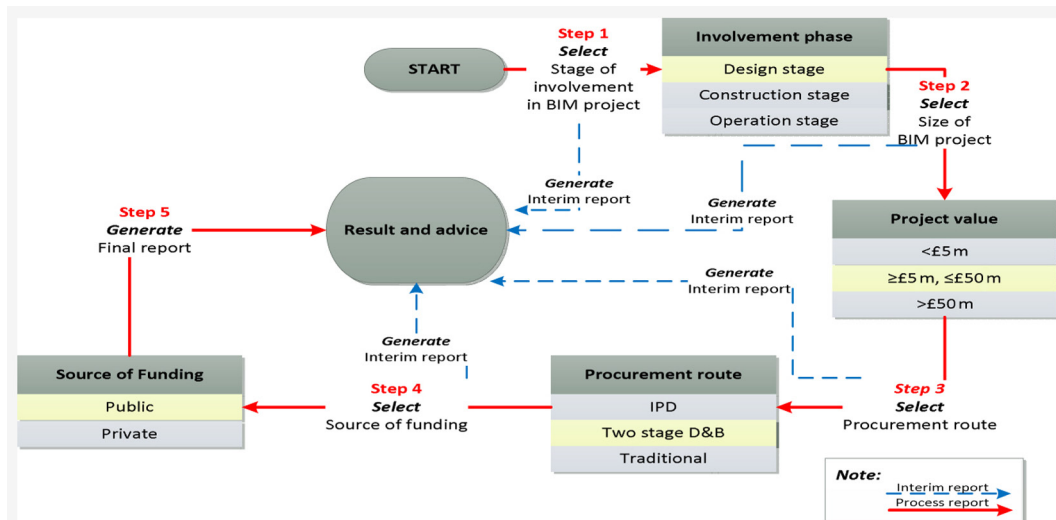 START
Step 1
Select
Stage of
involvement
in BIM project
Involvement phase
Design stage
Construction stage
Operation stage
Step 2
Select
Size of
BIM project
Generate
Interim report
Generate
Interim report
Step 5
Generate
Final report
Result and advice
Project value
<£5 m
≥£5 m, ≤£50 m
>£50 m
Generate
Interim report
Generate
Interim report
Source of Funding
Public
Private
Step 4
Select
Source of funding
Procurement route
IPD
Two stage D&B
Traditional
Step 3
Select
Procurement route
Note:
Interim report
Process report